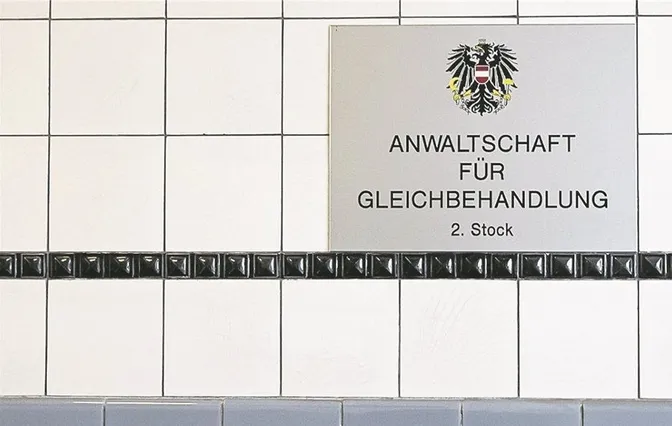 ANWALTSCHAFT
FÜR
GLEICHBEHANDLUNG
2. Stock